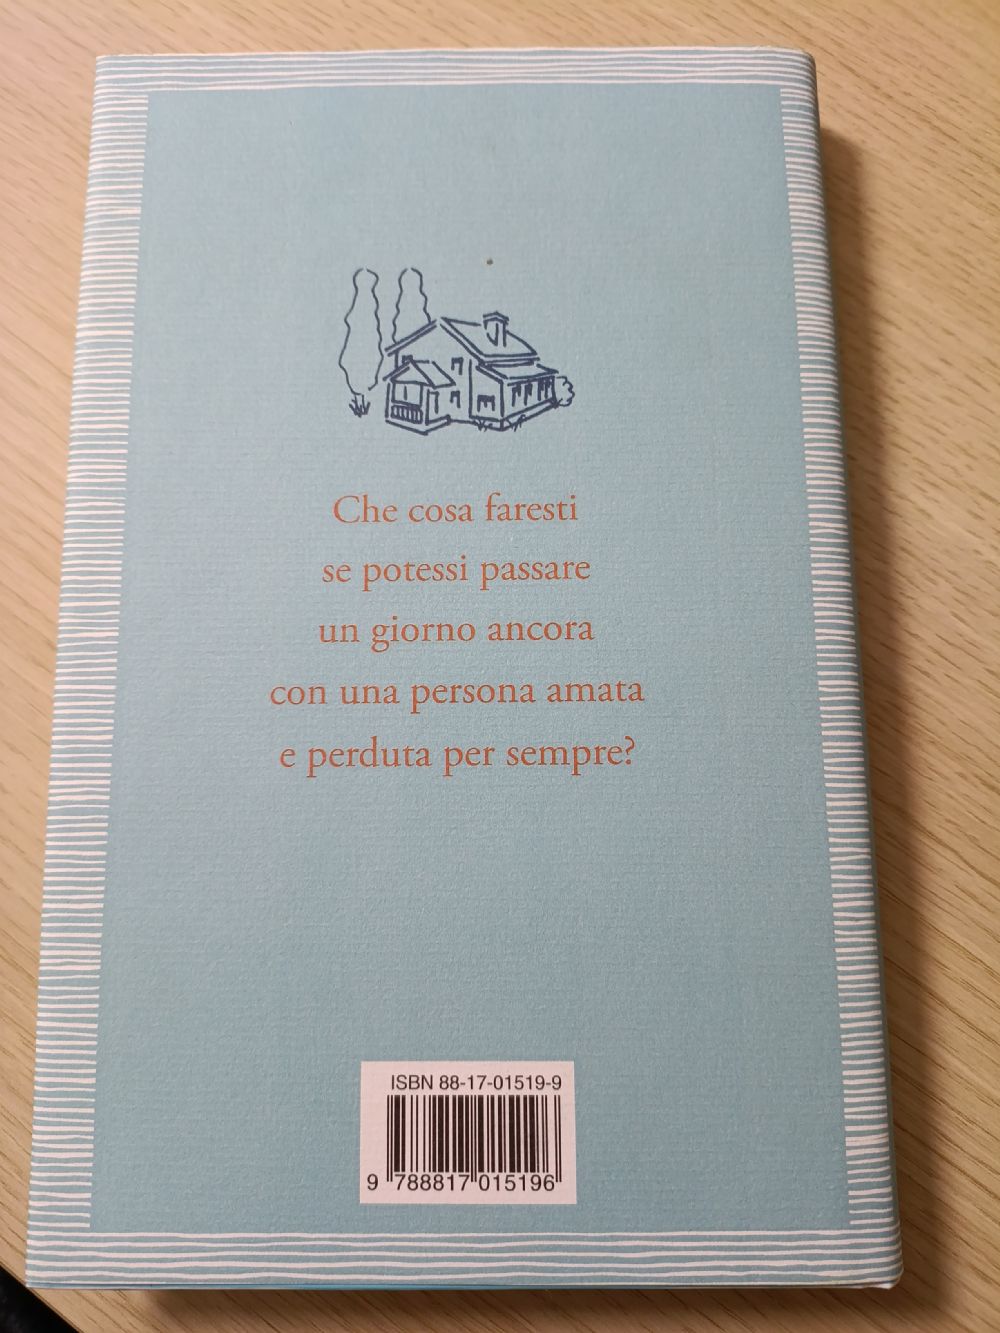 Che cosa faresti
se potessi passare
un giorno ancora
con una persona amata
e perduta per sempre?
ISBN 88-17-01519-9
9 788817 015196